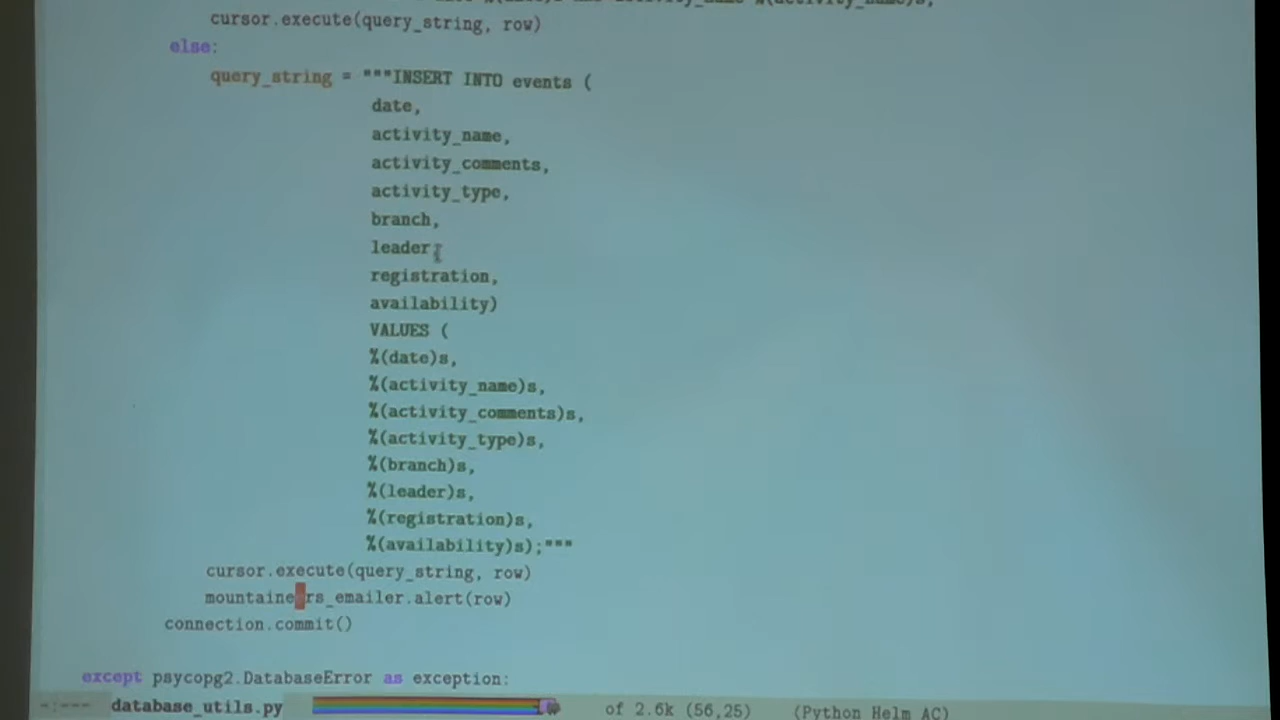 cursor.execute(query_string, row)
else:
query_string = """INSERT INTO events (
date,
activity_name,
activity_comments,
activity_type,
branch,
leader,
registration,
availability)
VALUES (
%(date)s,
%(activity_name)s,
%(activity_comments)s,
%(activity_type)s,
%(branch)s,
%(leader)s,
%(registration)s,
%(availability)s);"""
cursor.execute(query_string, row)
mountaineers_emailer.alert(row)
connection.commit()
except psycopg2.DatabaseError as exception:
-:--- database_utils.py of 2.6k (56,25) (Python Helm AC)